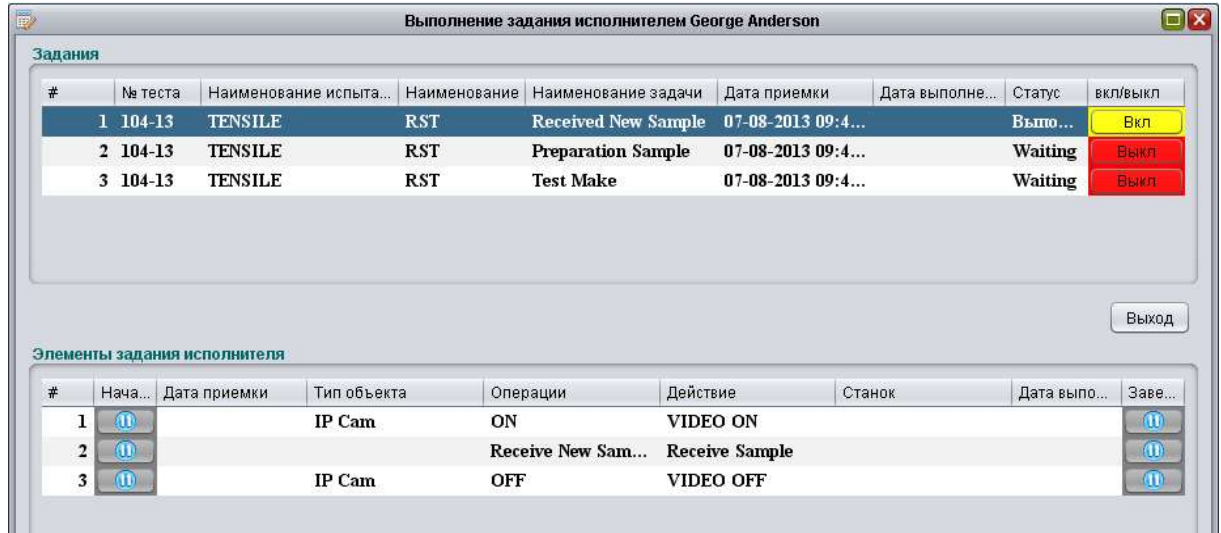 Выполнение задания исполнителем George Anderson
Задания
# № теста Наименование испыта... Наименование Наименование задачи Дата приемки Дата выполне... Статус вкл/выкл
1 104-13 TENSILE RST Received New Sample 07-08-2013 09:4... Выпо... Вкл
2 104-13 TENSILE RST Preparation Sample 07-08-2013 09:4... Waiting Выкл
3 104-13 TENSILE RST Test Make 07-08-2013 09:4... Waiting Выкл
Выход
Элементы задания исполнителя
# Нача... Дата приемки Тип объекта Операции Действие Станок Дата выпо... Заве...
1 IP Cam ON VIDEO ON
2 Receive New Sam... Receive Sample
3 IP Cam OFF VIDEO OFF